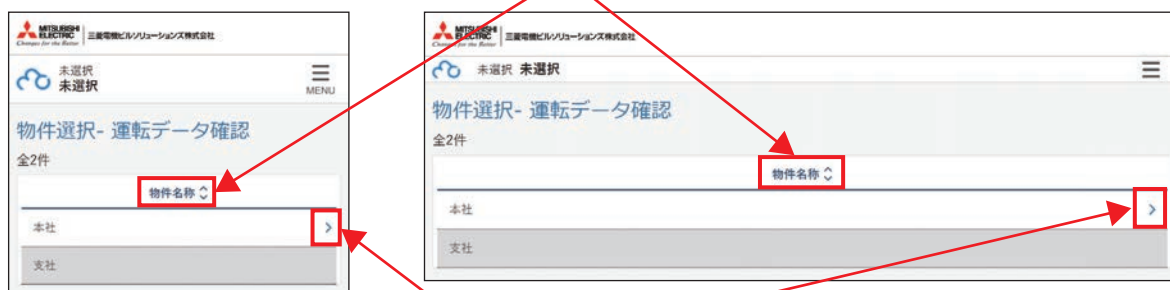 MITSUBISHI
ELECTRIC
Changes for the Better
三菱電機ビルソリューションズ株式会社
未選択
未選択
MENU
物件選択- 運転データ確認
全2件
物件名称
本社
支社
MITSUBISHI
ELECTRIC
Changes for the Better
三菱電機ビルソリューションズ株式会社
未選択 未選択
物件選択- 運転データ確認
全2件
物件名称
本社
支社